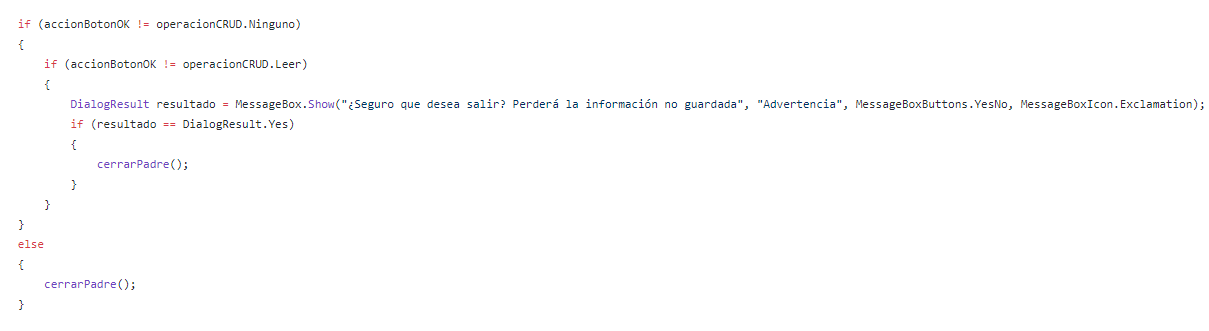 if (accionBotonOK != operacionCRUD.Ninguno)
{
    if (accionBotonOK != operacionCRUD.Leer)
    {
        DialogResult resultado = MessageBox.Show("¿Seguro que desea salir? Perderá la información no guardada", "Advertencia", MessageBoxButtons.YesNo, MessageBoxIcon.Exclamation);
        if (resultado == DialogResult.Yes)
        {
            cerrarPadre();
        }
    }
}
else
{
    cerrarPadre();
}